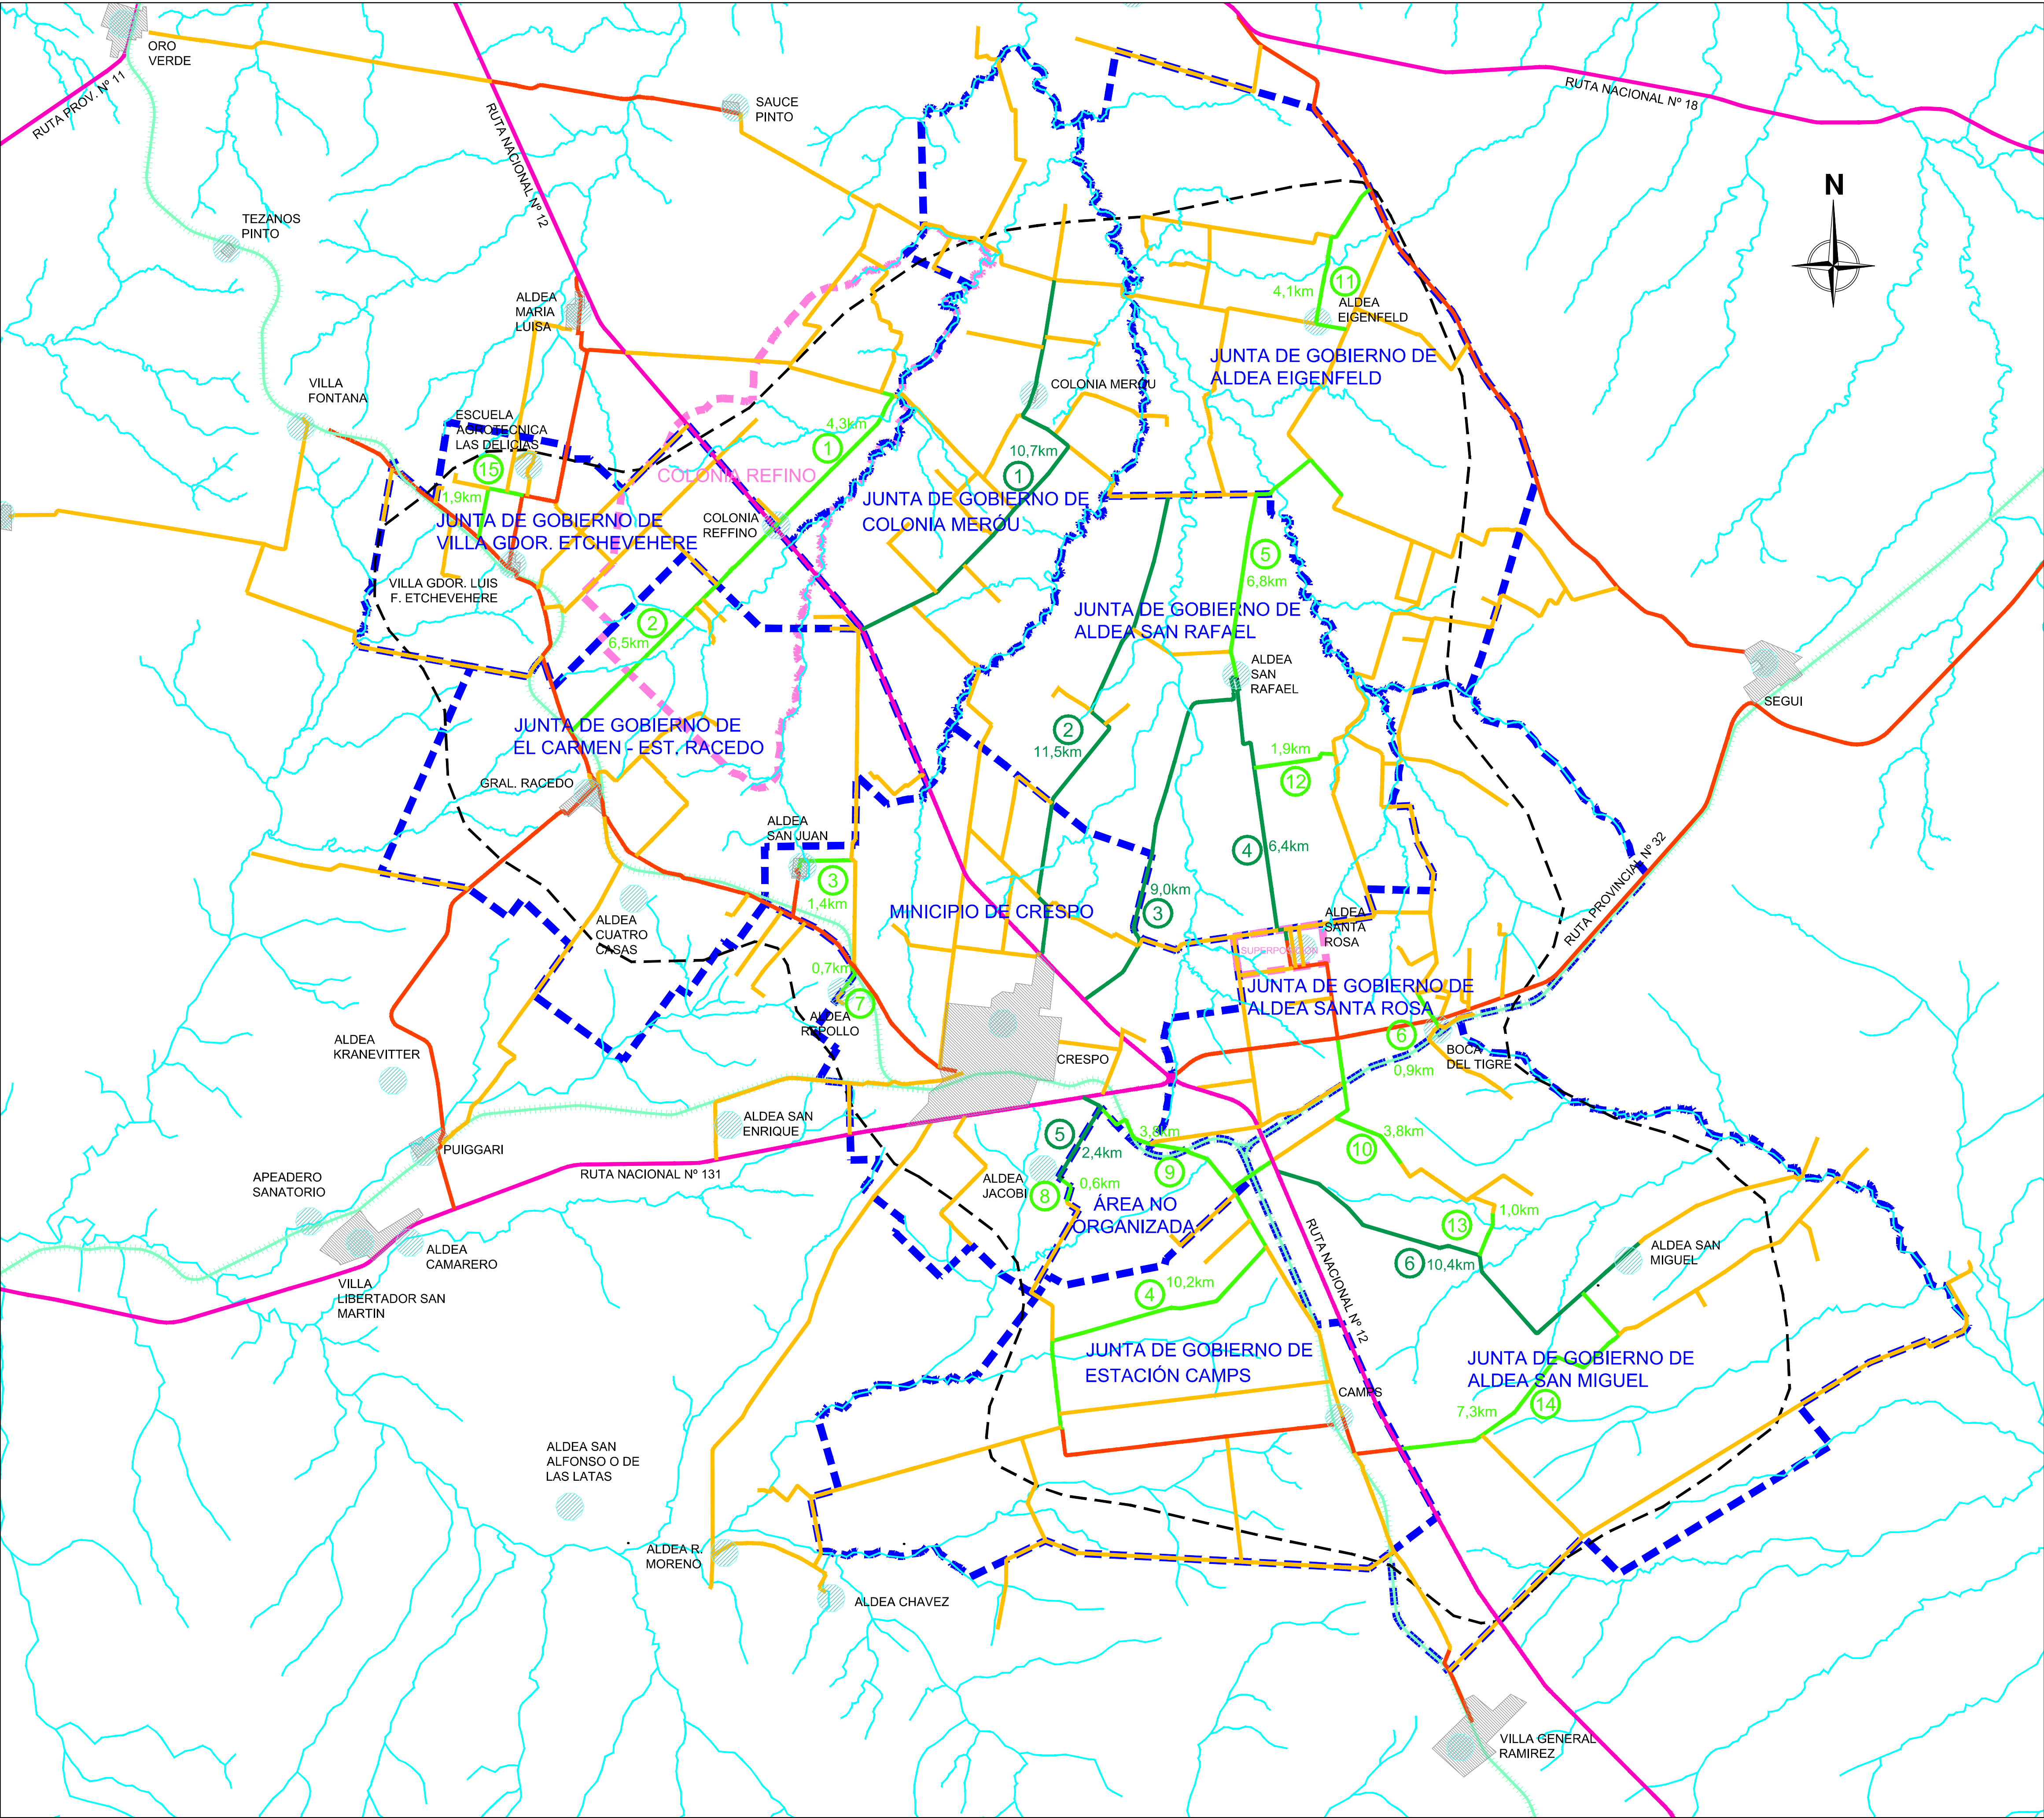 ORO
VERDE
RUTA PROV. Nº 11
RUTA NACIONAL Nº 12
SAUCE
PINTO
RUTA NACIONAL Nº 18
N
TEZANOS
PINTO
ALDEA
MARIA
LUISA
11
4,1km
ALDEA
EIGENFELD
JUNTA DE GOBIERNO DE
ALDEA EIGENFELD
VILLA
FONTANA
COLONIA MEROU
ESCUELA
AGROTECNICA
LAS DELICIAS
15
1,9km
4,3km
1
COLONIA REFINO
10,7km
1
JUNTA DE GOBIERNO DE
COLONIA MERÓU
JUNTA DE GOBIERNO DE
VILLA GDOR. ETCHEVEHERE
COLONIA
REFFINO
5
6,8km
VILLA GDOR. LUIS
F. ETCHEVEHERE
2
6,5km
JUNTA DE GOBIERNO DE
ALDEA SAN RAFAEL
ALDEA
SAN
RAFAEL
SEGUI
JUNTA DE GOBIERNO DE
EL CARMEN - EST. RACEDO
2
11,5km
1,9km
12
GRAL. RACEDO
ALDEA
SAN JUAN
3
1,4km
4
6,4km
RUTA PROVINCIAL Nº 32
9,0km
3
MINICIPIO DE CRESPO
ALDEA
CUATRO
CASAS
ALDEA
SANTA
ROSA
SUPERPOSICION
0,7km
7
ALDEA
REPOLLO
JUNTA DE GOBIERNO DE
ALDEA SANTA ROSA
6
0,9km
BOCA
DEL TIGRE
ALDEA
KRANEVITTER
CRESPO
ALDEA SAN
ENRIQUE
5
2,4km
3,8km
9
3,8km
10
PUIGGARI
RUTA NACIONAL Nº 131
APEADERO
SANATORIO
ALDEA
JACOBI
8
0,6km
ÁREA NO
ORGANIZADA
1,0km
13
RUTA NACIONAL Nº 12
6
10,4km
ALDEA SAN
MIGUEL
ALDEA
CAMARERO
VILLA
LIBERTADOR SAN
MARTIN
4
10,2km
JUNTA DE GOBIERNO DE
ESTACIÓN CAMPS
JUNTA DE GOBIERNO DE
ALDEA SAN MIGUEL
CAMPS
7,3km
14
ALDEA SAN
ALFONSO O DE
LAS LATAS
ALDEA R.
MORENO
ALDEA CHAVEZ
VILLA GENERAL
RAMIREZ